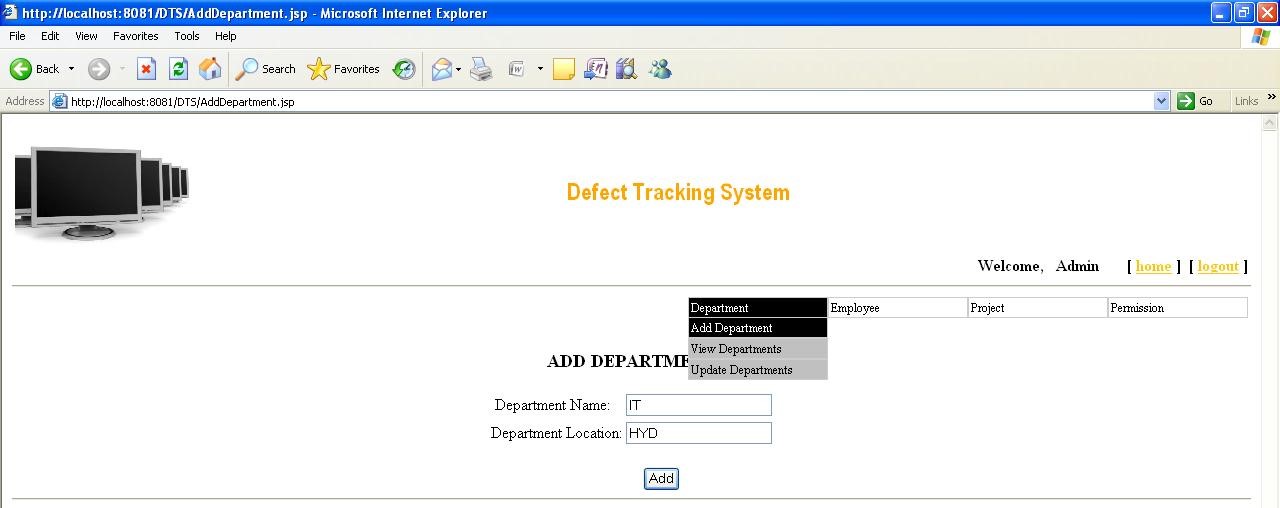 http://localhost:8081/DTS/AddDepartment.jsp - Microsoft Internet Explorer
File Edit View Favorites Tools Help
Back Search Favorites
Address http://localhost:8081/DTS/AddDepartment.jsp Go Links »
Defect Tracking System
Welcome, Admin [ home ] [ logout ]
Department Employee Project Permission
Add Department
View Departments
ADD DEPARTME
Update Departments
Department Name: IT
Department Location: HYD
Add